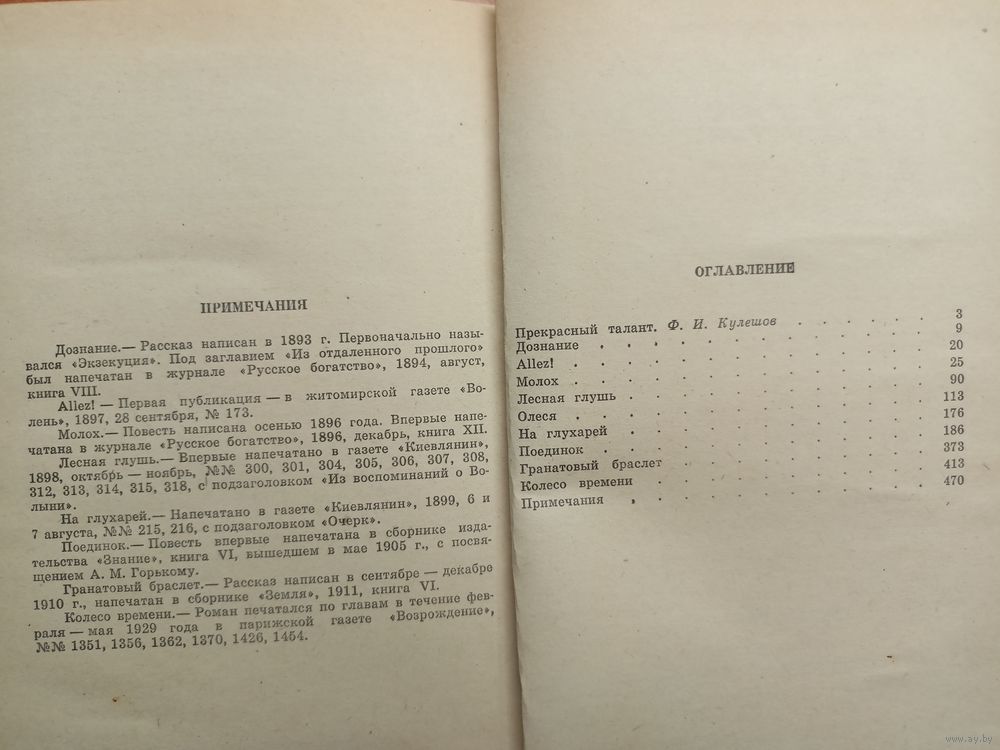 ПРИМЕЧАНИЯ
Дознание.— Рассказ написан в 1893 г. Первоначально назы-
вался «Экзекуция». Под заглавием «Из отдаленного прошлого»
был напечатан в журнале «Русское богатство», 1894, август,
книга VIII.
Allez! — Первая публикация — в житомирской газете «Во-
лень», 1897, 28 сентября, № 173.
Молох.— Повесть написана осенью 1896 года. Впервые напе-
чатана в журнале «Русское богатство», 1896, декабрь, книга XII.
Лесная глушь.— Впервые напечатано в газете «Киевлянин»,
1898, октябрь — ноябрь, №№ 300, 301, 304, 305, 306, 307, 308,
312, 313, 314, 315, 318, с подзаголовком «Из воспоминаний о Во-
лыни».
На глухарей.— Напечатано в газете «Киевлянин», 1899, 6 и
7 августа, №№ 215, 216, с подзаголовком «Очерк».
Поединок.— Повесть впервые напечатана в сборнике изда-
тельства «Знание», книга VI, вышедшем в мае 1905 г., с посвя-
щением А. М. Горькому.
Гранатовый браслет.— Рассказ написан в сентябре — декабре
1910 г., напечатан в сборнике «Земля», 1911, книга VI.
Колесо времени.— Роман печатался по главам в течение фев-
раля — мая 1929 года в парижской газете «Возрождение»,
№№ 1351, 1356, 1362, 1370, 1426, 1454.
ОГЛАВЛЕНИЕ
Прекрасный талант. Ф. И. Кулешов . . . . . . 3
Дознание . . . . . . . . . . 9
Allez! . . . . . . . . . . 20
Молох . . . . . . . . . . 25
Лесная глушь . . . . . . . . . . 90
Олеся . . . . . . . . . . 113
На глухарей . . . . . . . . . . 176
Поединок . . . . . . . . . . 186
Гранатовый браслет . . . . . . . . . 373
Колесо времени . . . . . . . . . . 413
Примечания . . . . . . . . . . 470
www.ay.by